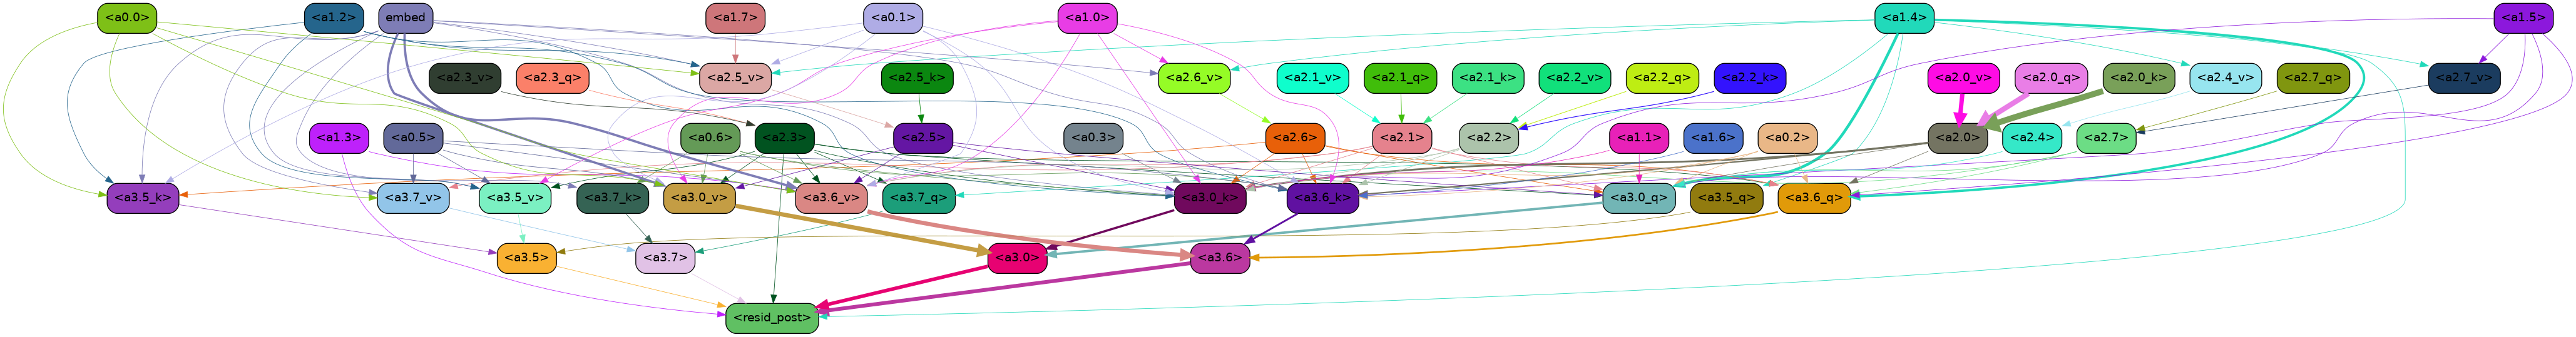 <a0.0> <a1.2> embed <a1.7> <a0.1> <a1.0> <a1.4> <a1.5>
<a2.3_v> <a2.3_q> <a2.5_v> <a2.5_k> <a2.6_v> <a2.1_v> <a2.1_q> <a2.1_k> <a2.2_v> <a2.2_q> <a2.2_k> <a2.0_v> <a2.0_q> <a2.0_k> <a2.4_v> <a2.7_q> <a2.7_v>
<a1.3> <a0.5> <a0.6> <a2.3> <a2.5> <a0.3> <a2.6> <a2.1> <a2.2> <a1.1> <a1.6> <a0.2> <a2.0> <a2.4> <a2.7>
<a3.5_k> <a3.7_v> <a3.5_v> <a3.7_k> <a3.0_v> <a3.6_v> <a3.7_q> <a3.0_k> <a3.6_k> <a3.0_q> <a3.5_q> <a3.6_q>
<a3.5> <a3.7> <a3.0> <a3.6>
<resid_post>